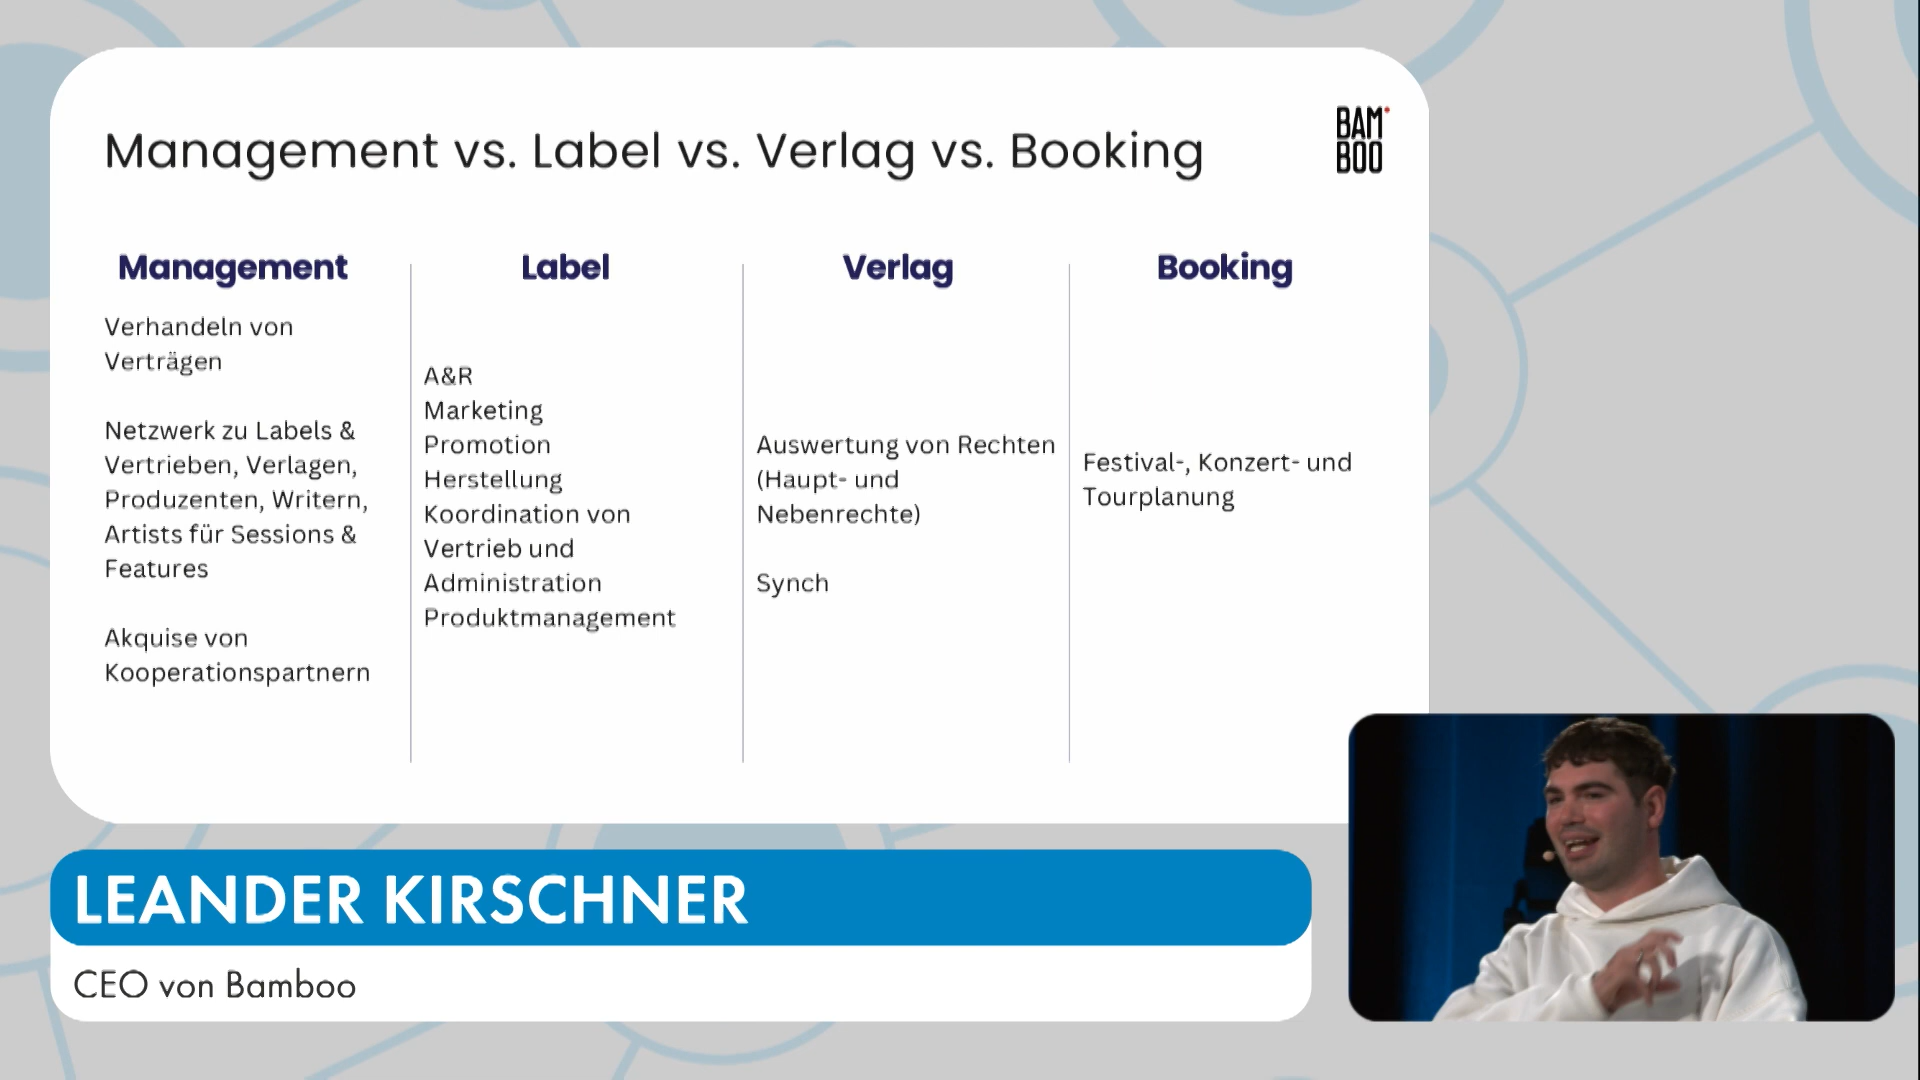 Management vs. Label vs. Verlag vs. Booking
BAM
BOO
Management
Verhandeln von
Verträgen
Netzwerk zu Labels &
Vertrieben, Verlagen,
Produzenten, Writern,
Artists für Sessions &
Features
Akquise von
Kooperationspartnern
Label
A&R
Marketing
Promotion
Herstellung
Koordination von
Vertrieb und
Administration
Produktmanagement
Verlag
Auswertung von Rechten
(Haupt- und
Nebenrechte)
Synch
Booking
Festival-, Konzert- und
Tourplanung
LEANDER KIRSCHNER
CEO von Bamboo